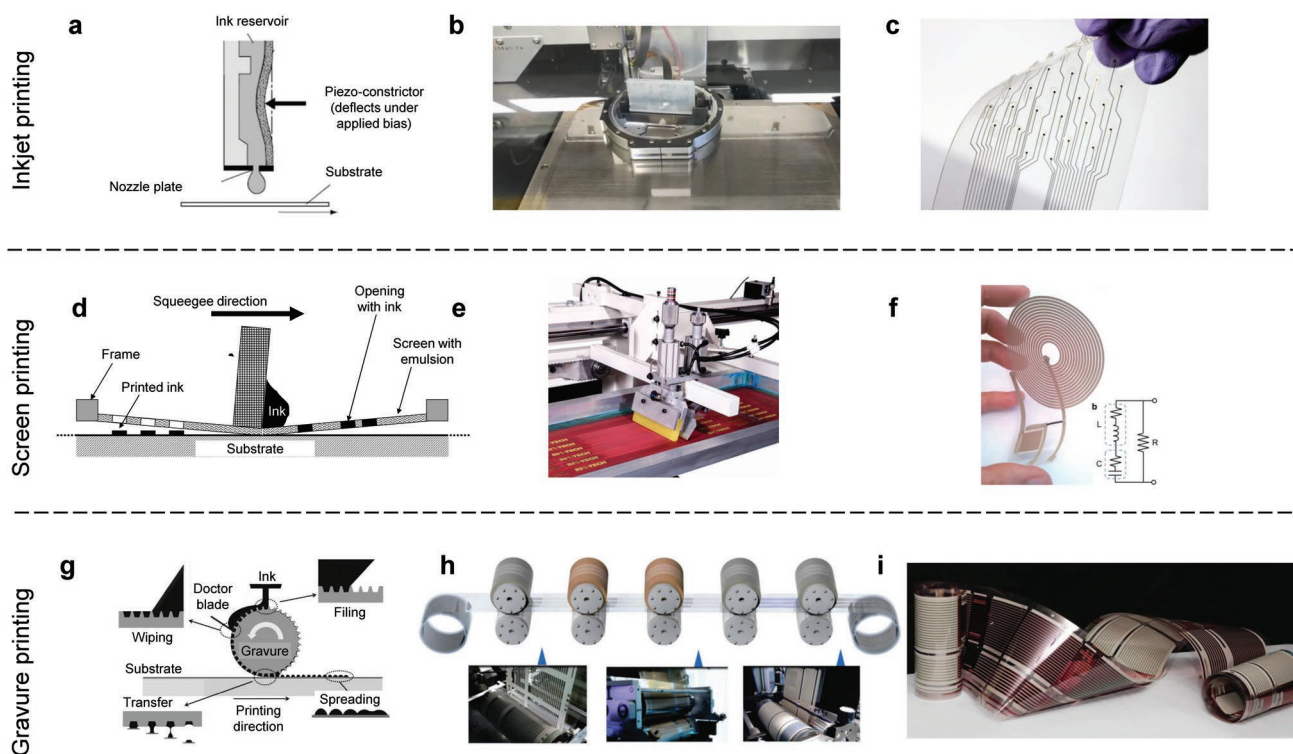 Inkjet printing
a
Ink reservoir
Piezo-constrictor
(deflects under
applied bias)
Nozzle plate
Substrate
b
c
Screen printing
d
Squeegee direction
Opening
with ink
Screen with
emulsion
Frame
Printed ink
Ink
Substrate
e
f
b
L
C
R
Gravure printing
g
Ink
Doctor
blade
Wiping
Filing
Gravure
Substrate
Transfer
Printing
direction
Spreading
h
i